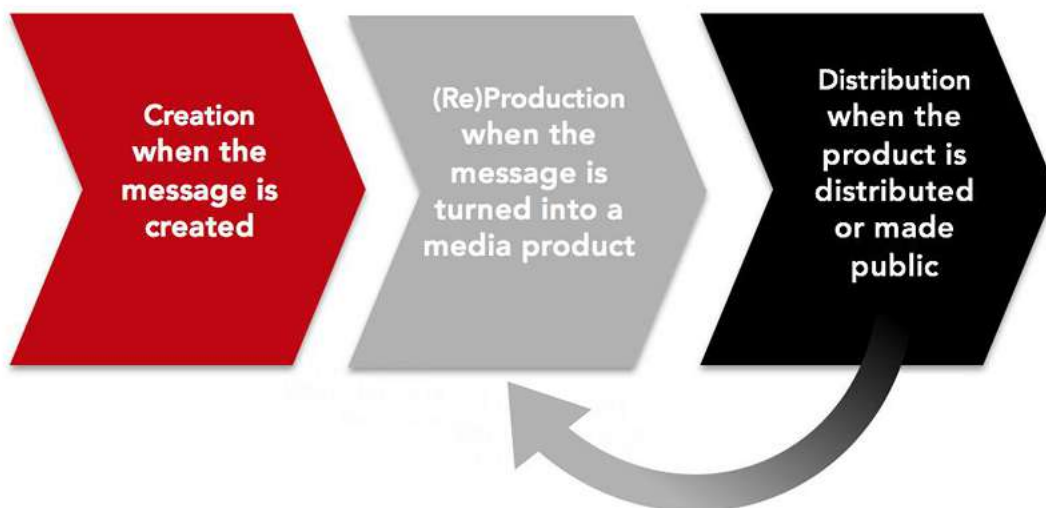 Creation
when the
message is
created
(Re)Production
when the
message is
turned into a
media product
Distribution
when the
product is
distributed
or made
public